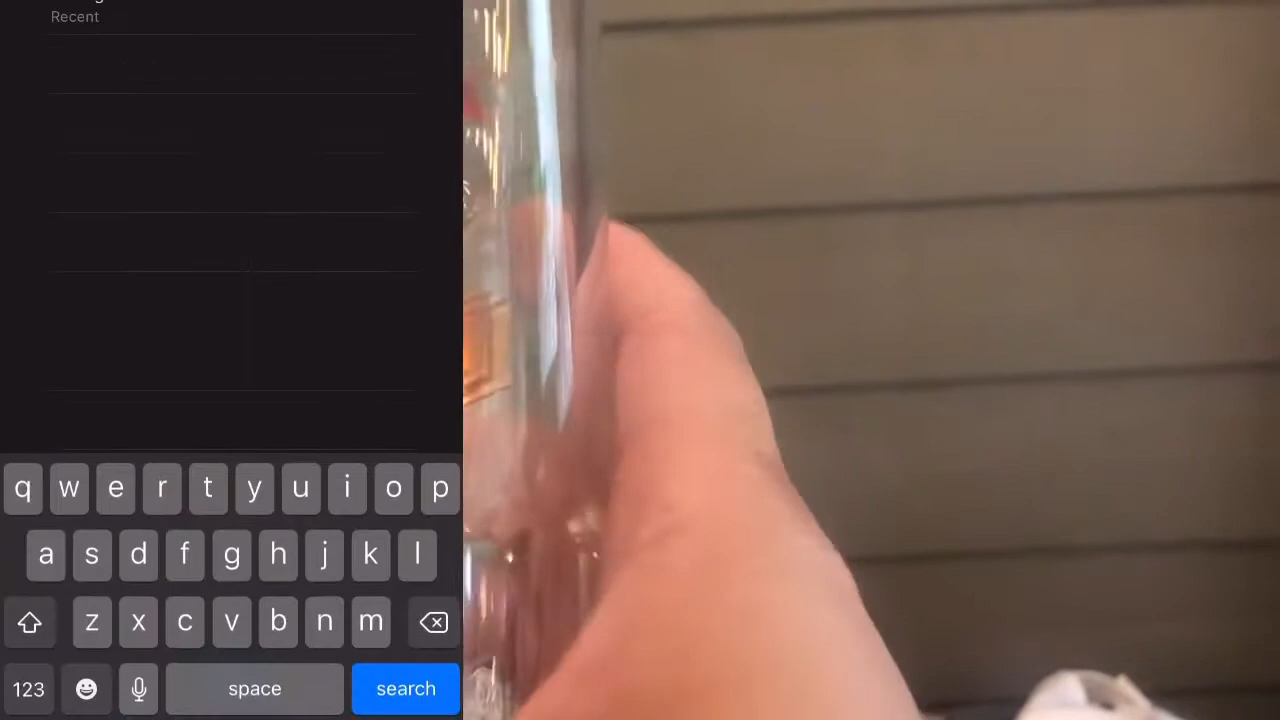 Recent
q w e r t y u i o p
a s d f g h j k l
z x c v b n m
123 space search